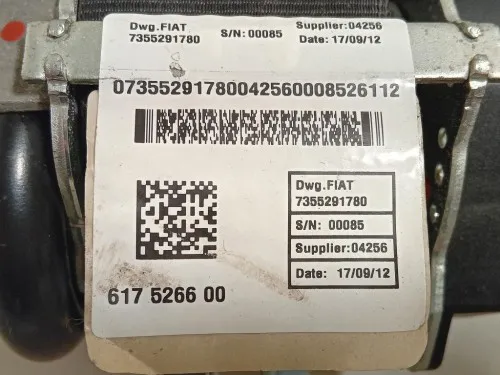 Dwg.FIAT Supplier:04256
7355291780 S/N: 00085 Date: 17/09/12
07355291780042560008526112
Dwg.FIAT
7355291780
S/N: 00085
Supplier:04256
Date: 17/09/12
617 5266 00